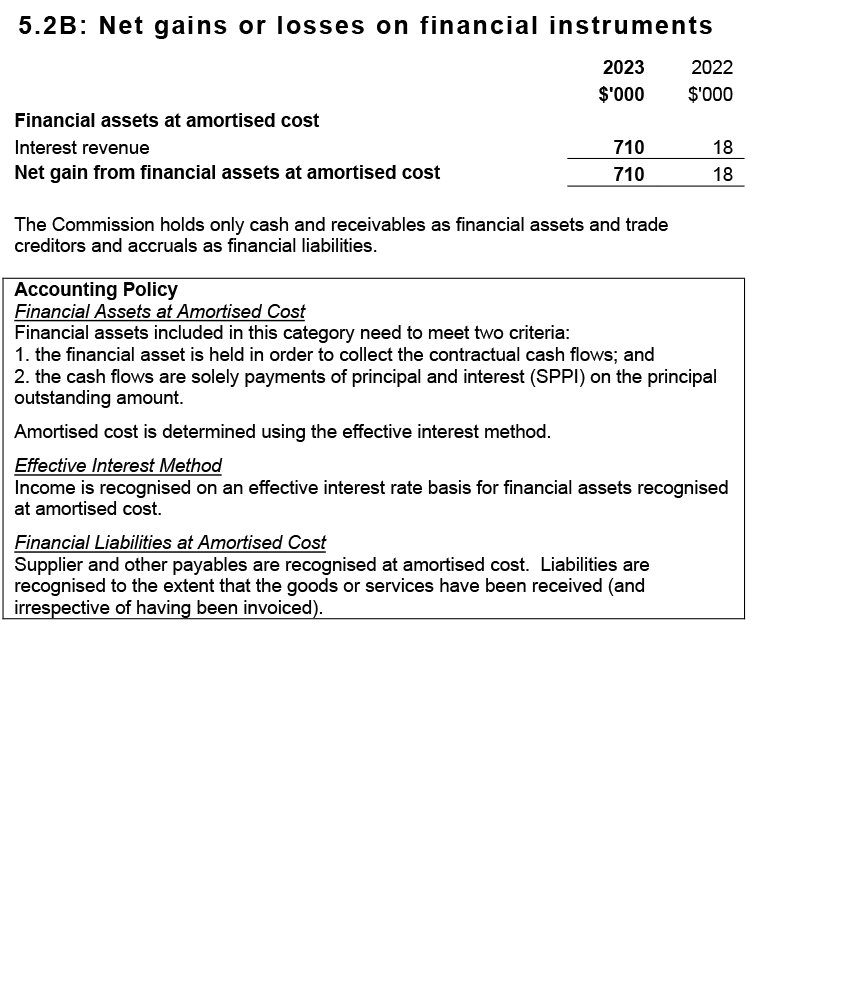 5.2B: Net gains or losses on financial instruments
2023 2022
$'000 $'000
Financial assets at amortised cost
Interest revenue 710 18
Net gain from financial assets at amortised cost 710 18
The Commission holds only cash and receivables as financial assets and trade
creditors and accruals as financial liabilities.
Accounting Policy
Financial Assets at Amortised Cost
Financial assets included in this category need to meet two criteria:
1. the financial asset is held in order to collect the contractual cash flows; and
2. the cash flows are solely payments of principal and interest (SPPI) on the principal
outstanding amount.
Amortised cost is determined using the effective interest method.
Effective Interest Method
Income is recognised on an effective interest rate basis for financial assets recognised
at amortised cost.
Financial Liabilities at Amortised Cost
Supplier and other payables are recognised at amortised cost.  Liabilities are
recognised to the extent that the goods or services have been received (and
irrespective of having been invoiced).